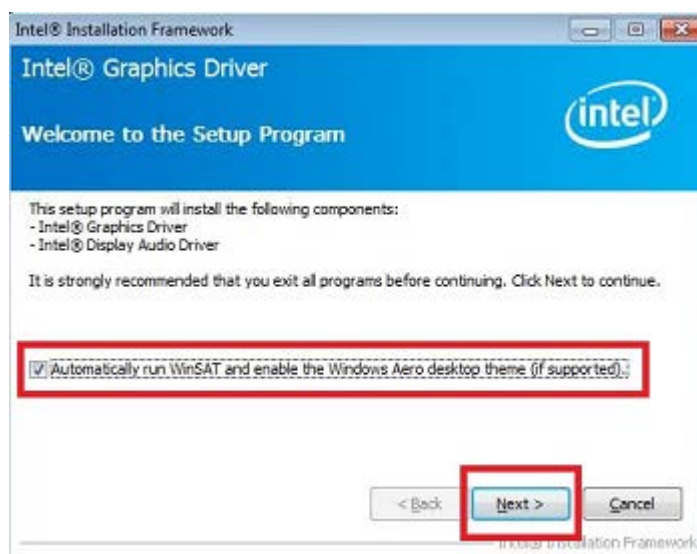 Intel® Installation Framework
Intel® Graphics Driver
Welcome to the Setup Program
intel
This setup program will install the following components:
- Intel® Graphics Driver
- Intel® Display Audio Driver
It is strongly recommended that you exit all programs before continuing. Click Next to continue.
Automatically run WinSAT and enable the Windows Aero desktop theme (if supported).
< Back Next > Cancel
Intel® Installation Framework